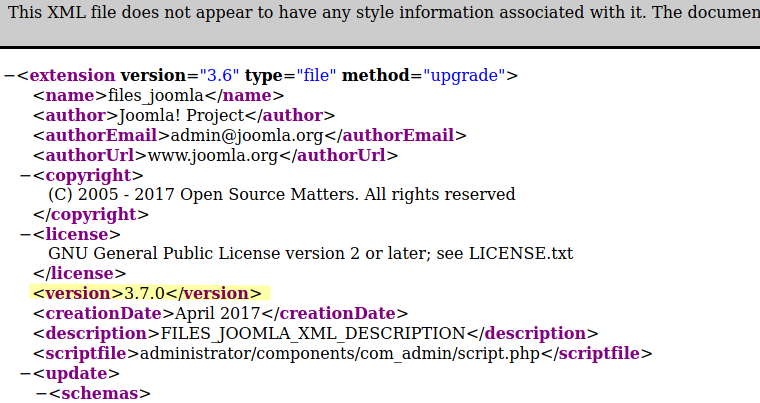 This XML file does not appear to have any style information associated with it. The documen
−<extension version="3.6" type="file" method="upgrade">
<name>files_joomla</name>
<author>Joomla! Project</author>
<authorEmail>admin@joomla.org</authorEmail>
<authorUrl>www.joomla.org</authorUrl>
−<copyright>
(C) 2005 - 2017 Open Source Matters. All rights reserved
</copyright>
−<license>
GNU General Public License version 2 or later; see LICENSE.txt
</license>
<version>3.7.0</version>
<creationDate>April 2017</creationDate>
<description>FILES_JOOMLA_XML_DESCRIPTION</description>
<scriptfile>administrator/components/com_admin/script.php</scriptfile>
−<update>
−<schemas>